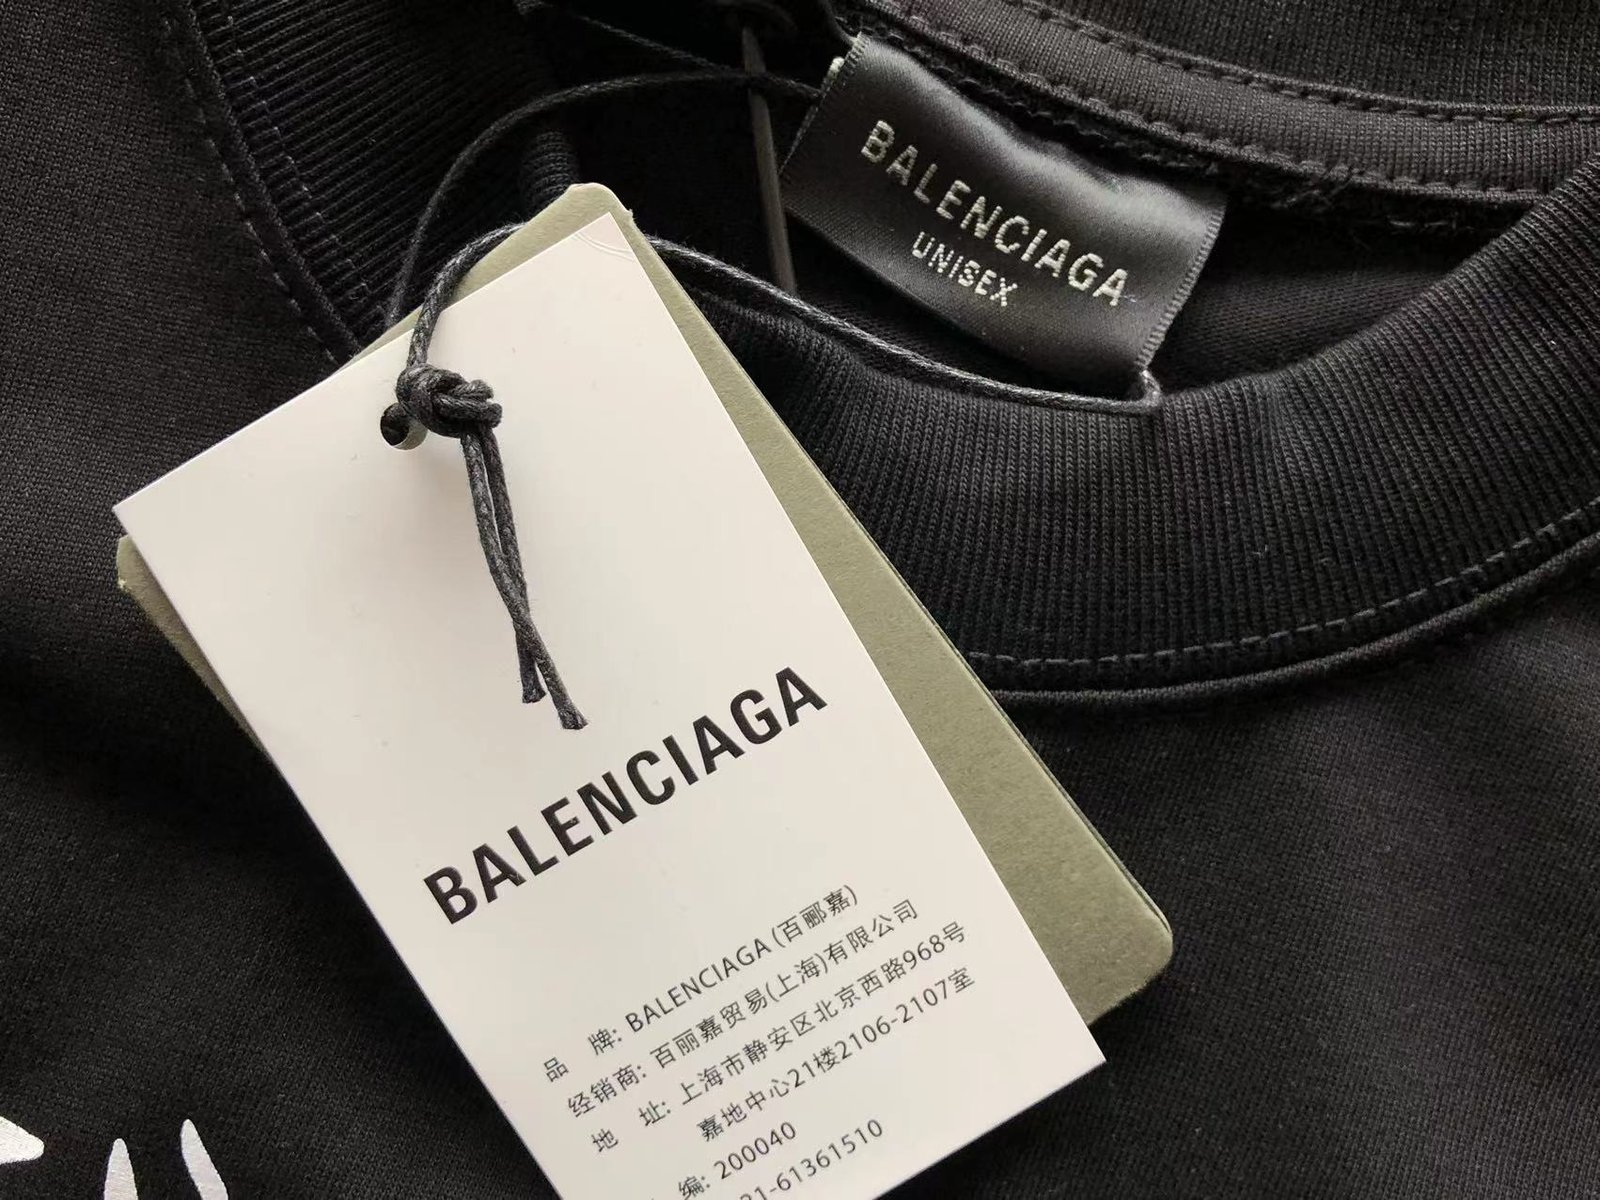 BALENCIAGA
UNISEX
BALENCIAGA
品 牌: BALENCIAGA (百郦嘉)
经销商: 百丽嘉贸易(上海)有限公司
地 址: 上海市静安区北京西路968号
嘉地中心21楼2106-2107室
编: 200040
21-61361510